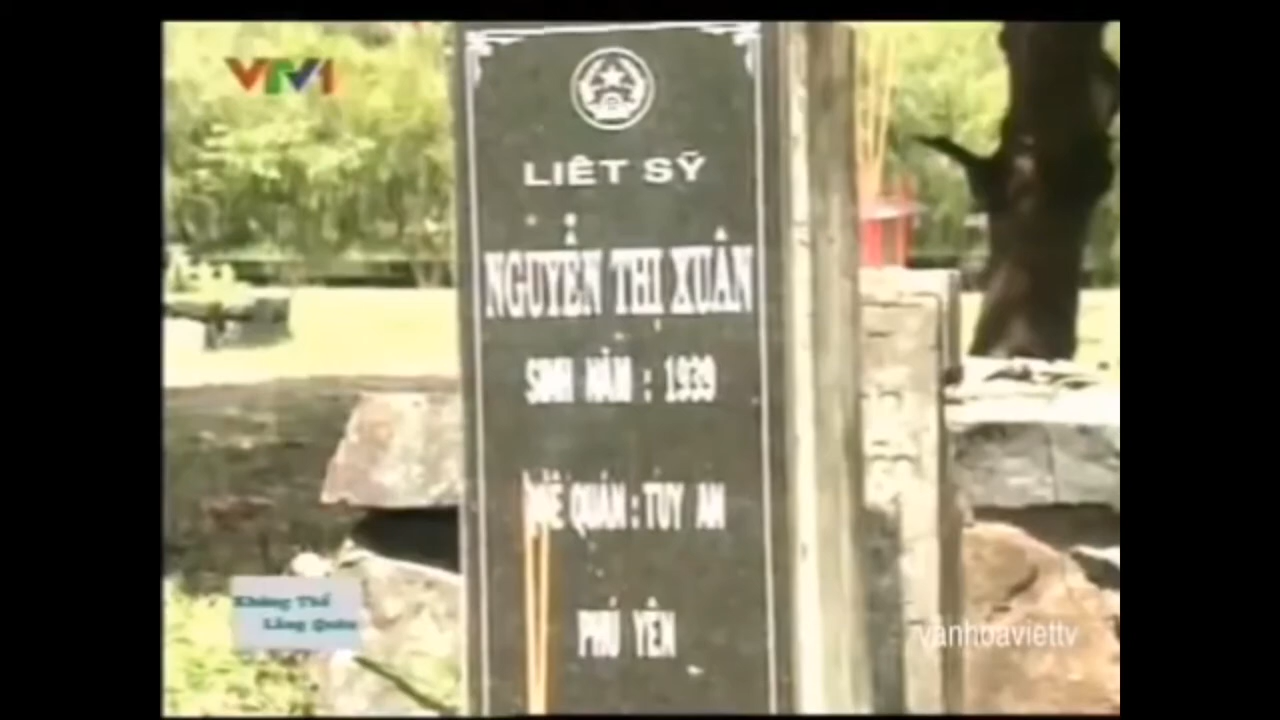 VTV1
LIỆT SỸ
NGUYỄN THỊ XUÂN
SINH NĂM : 1939
QUÁN : TUY AN
PHÚ YÊN
Không Thể
Lãng Quên
vanhoaviettv